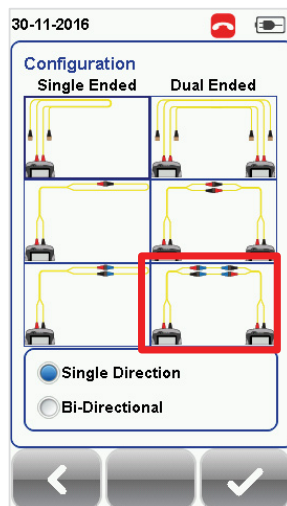 30-11-2016
Configuration
Single Ended Dual Ended
Single Direction
Bi-Directional